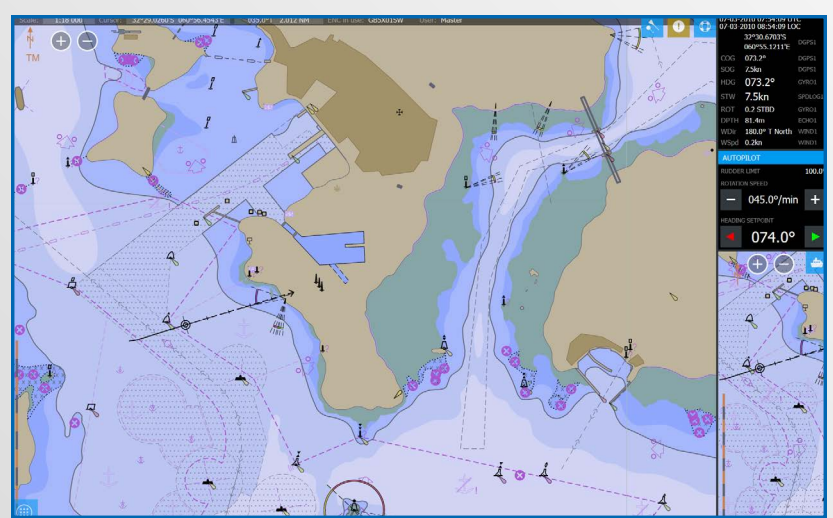 Scale: 1:18 000 Cursor: 32°29.0260'S 060°56.4543'E 035.0°T 2.012 NM ENC in use: GB5X01SW User: Master
07-03-2010 07:54:09 UTC
07-03-2010 08:54:09 LOC
32°30.6703'S
060°55.1211'E DGPS1
COG 073.2° DGPS1
SOG 7.5kn DGPS1
HDG 073.2° GYRO1
STW 7.5kn SPDLOG1
ROT 0.2 STBD GYRO1
DPTH 81.4m ECHO1
WDir 180.0° T North WIND1
WSpd 0.2kn WIND1
AUTOPILOT
RUDDER LIMIT 100.0°
ROTATION SPEED
− 045.0°/min +
HEADING SETPOINT
074.0°
N
TM